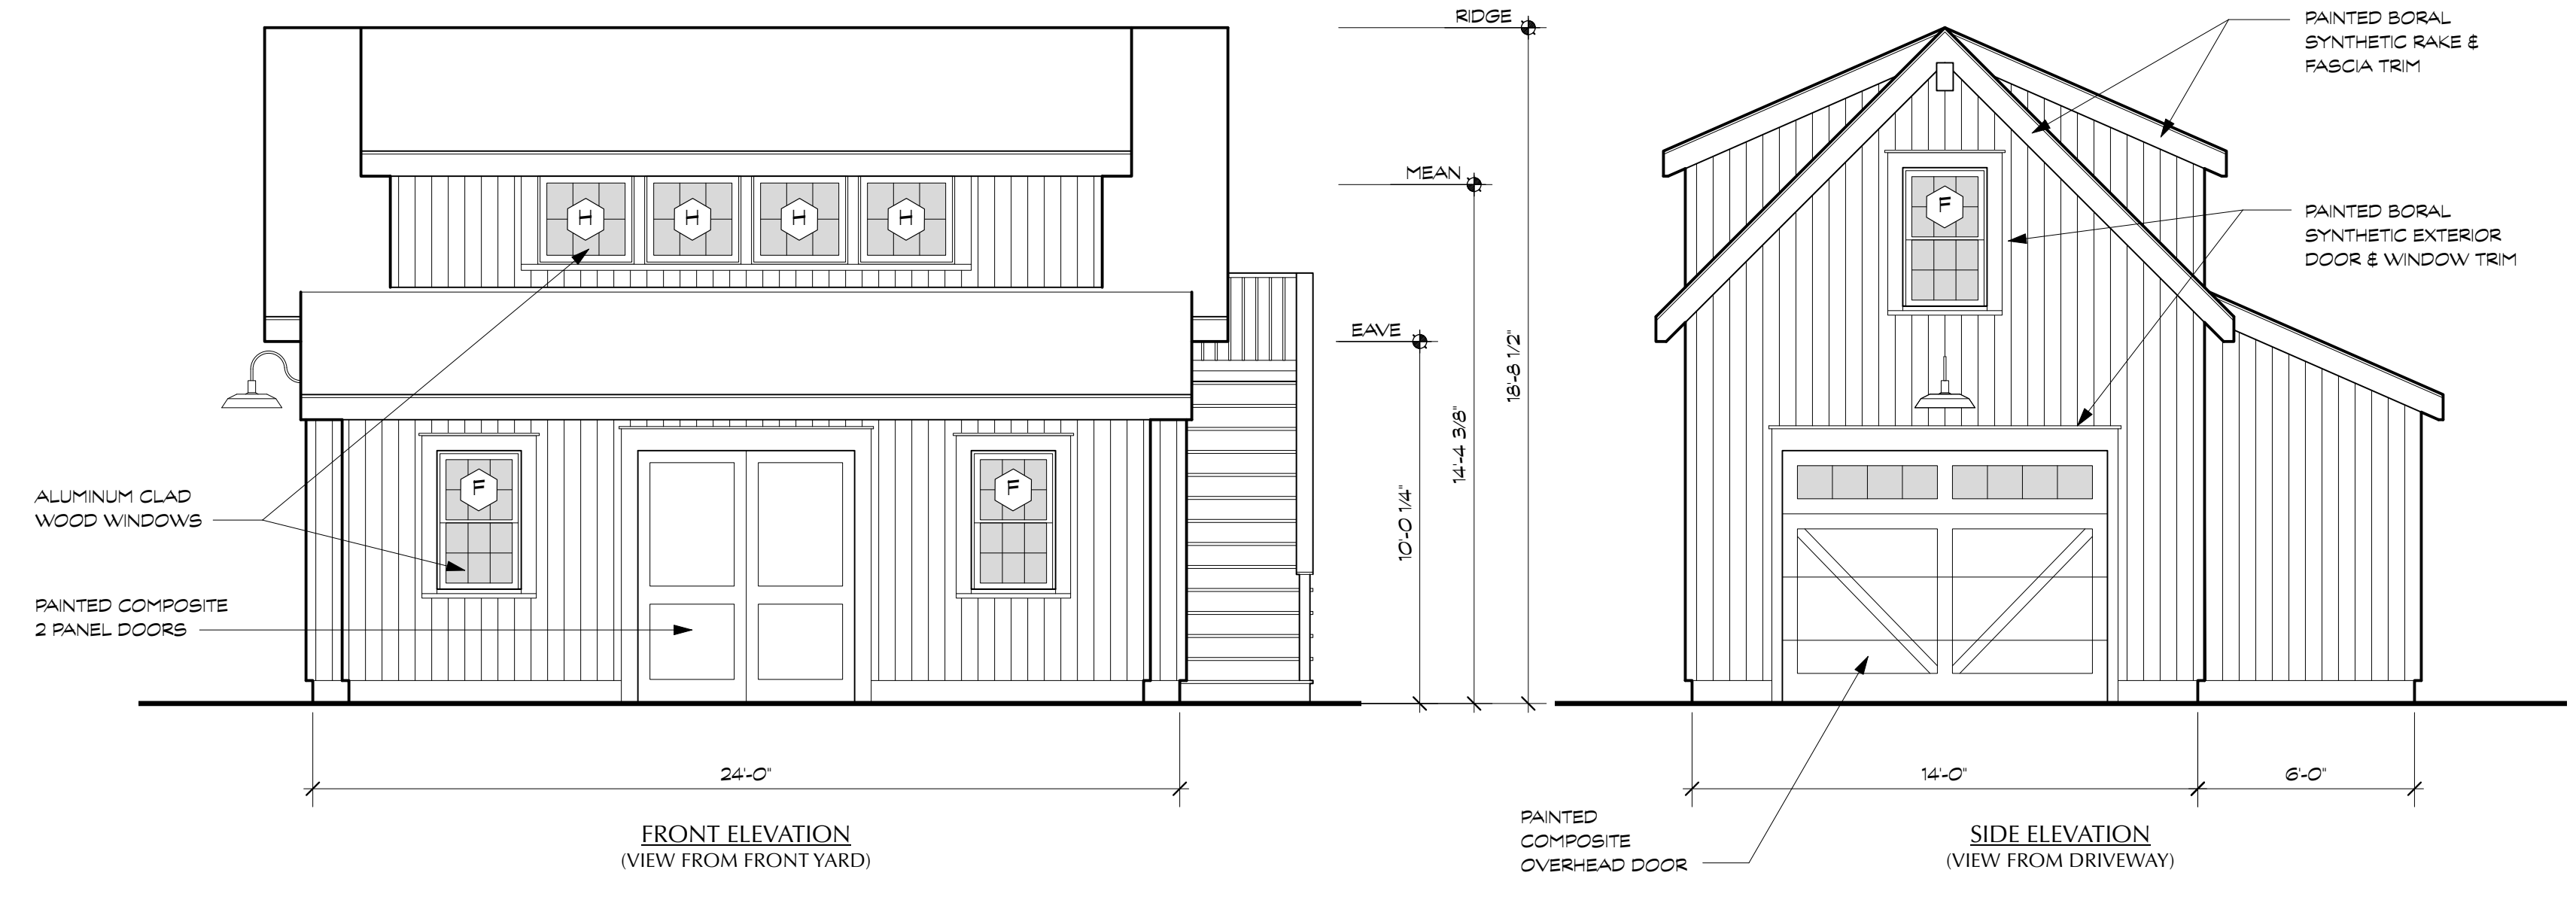 RIDGE
MEAN
EAVE
18'-8 1/2"
14'-4 3/8"
10'-0 1/4"
H H H H
F F
ALUMINUM CLAD
WOOD WINDOWS
PAINTED COMPOSITE
2 PANEL DOORS
24'-0"
FRONT ELEVATION
(VIEW FROM FRONT YARD)
PAINTED BORAL
SYNTHETIC RAKE &
FASCIA TRIM
F
PAINTED BORAL
SYNTHETIC EXTERIOR
DOOR & WINDOW TRIM
14'-0"
6'-0"
PAINTED
COMPOSITE
OVERHEAD DOOR
SIDE ELEVATION
(VIEW FROM DRIVEWAY)